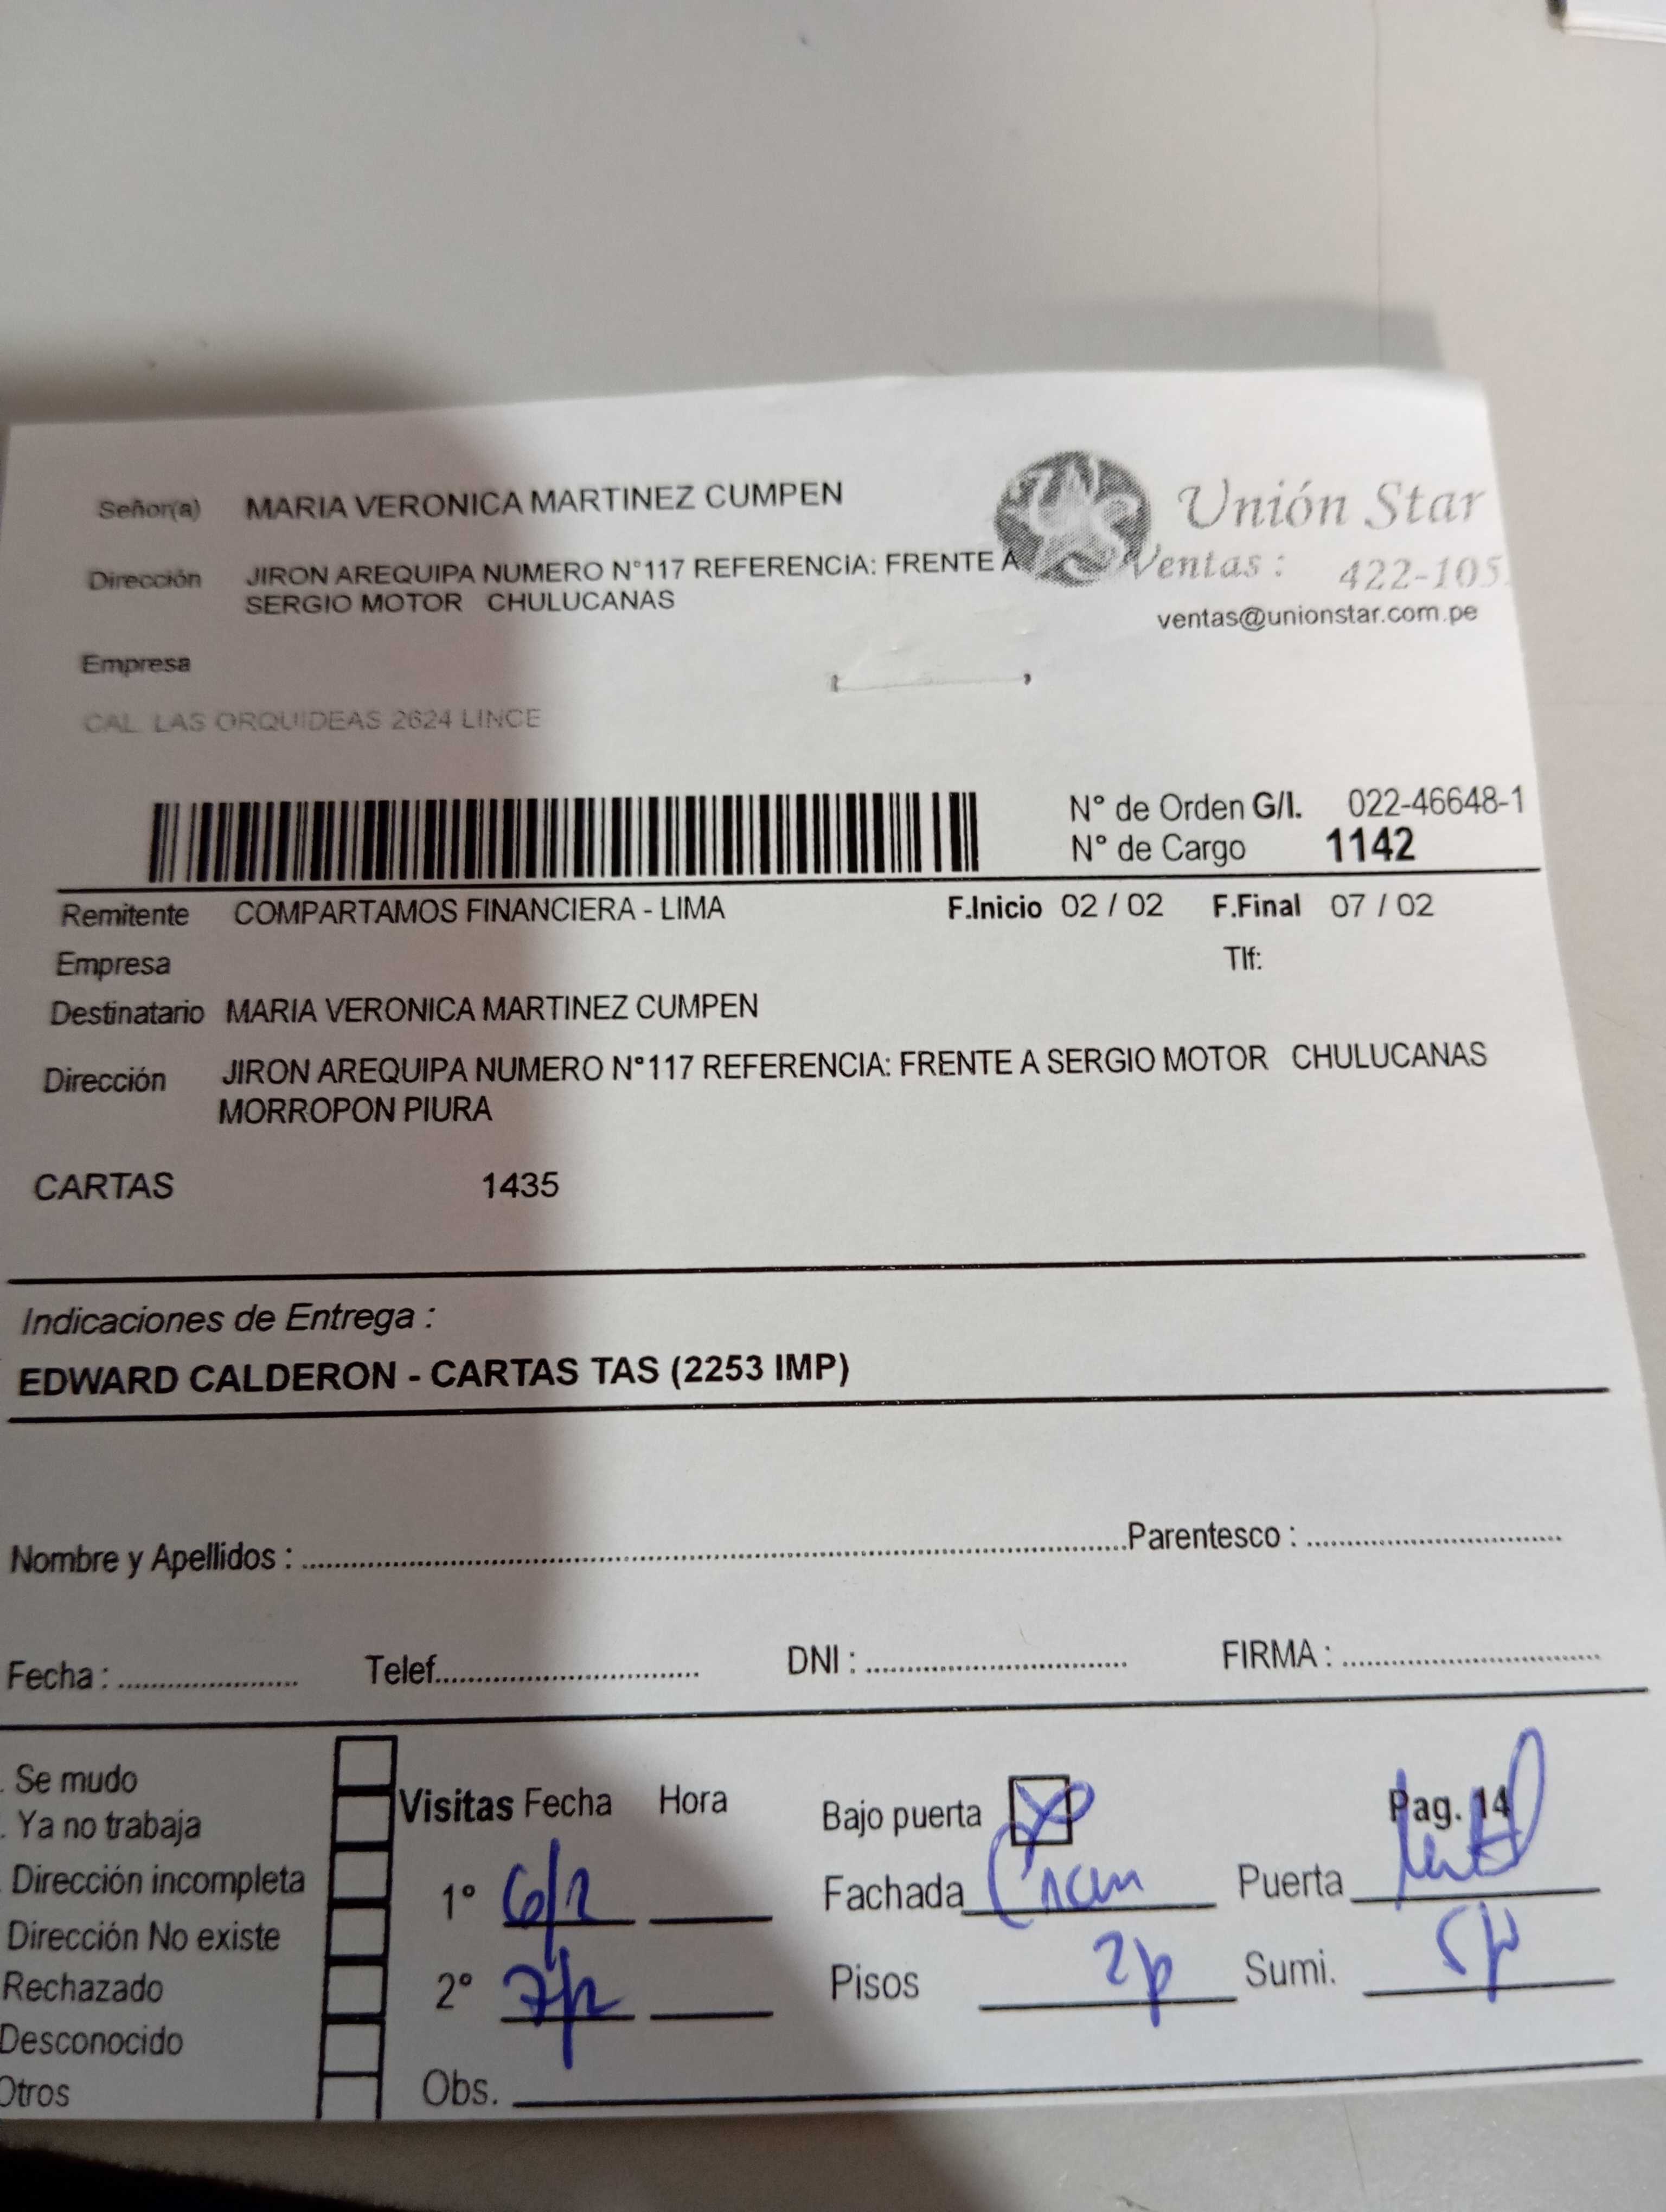 Señor(a) MARIA VERONICA MARTINEZ CUMPEN
Unión Star
Dirección JIRON AREQUIPA NUMERO N°117 REFERENCIA: FRENTE A
SERGIO MOTOR CHULUCANAS
Ventas : 422-105
ventas@unionstar.com.pe
Empresa
CAL. LAS ORQUIDEAS 2624 LINCE
N° de Orden G/I. 022-46648-1
N° de Cargo 1142
Remitente COMPARTAMOS FINANCIERA - LIMA F.Inicio 02 / 02 F.Final 07 / 02
Empresa Tlf:
Destinatario MARIA VERONICA MARTINEZ CUMPEN
Dirección JIRON AREQUIPA NUMERO N°117 REFERENCIA: FRENTE A SERGIO MOTOR CHULUCANAS
MORROPON PIURA
CARTAS 1435
Indicaciones de Entrega :
EDWARD CALDERON - CARTAS TAS (2253 IMP)
Nombre y Apellidos : Parentesco :
Fecha : Telef. DNI : FIRMA :
Se mudo
Ya no trabaja
Dirección incompleta
Dirección No existe
Rechazado
Desconocido
Otros
Visitas Fecha Hora
1° 6/2
2° 7/2
Obs.
Bajo puerta X Pag. 14
Fachada Puerta
Pisos 2p Sumi.